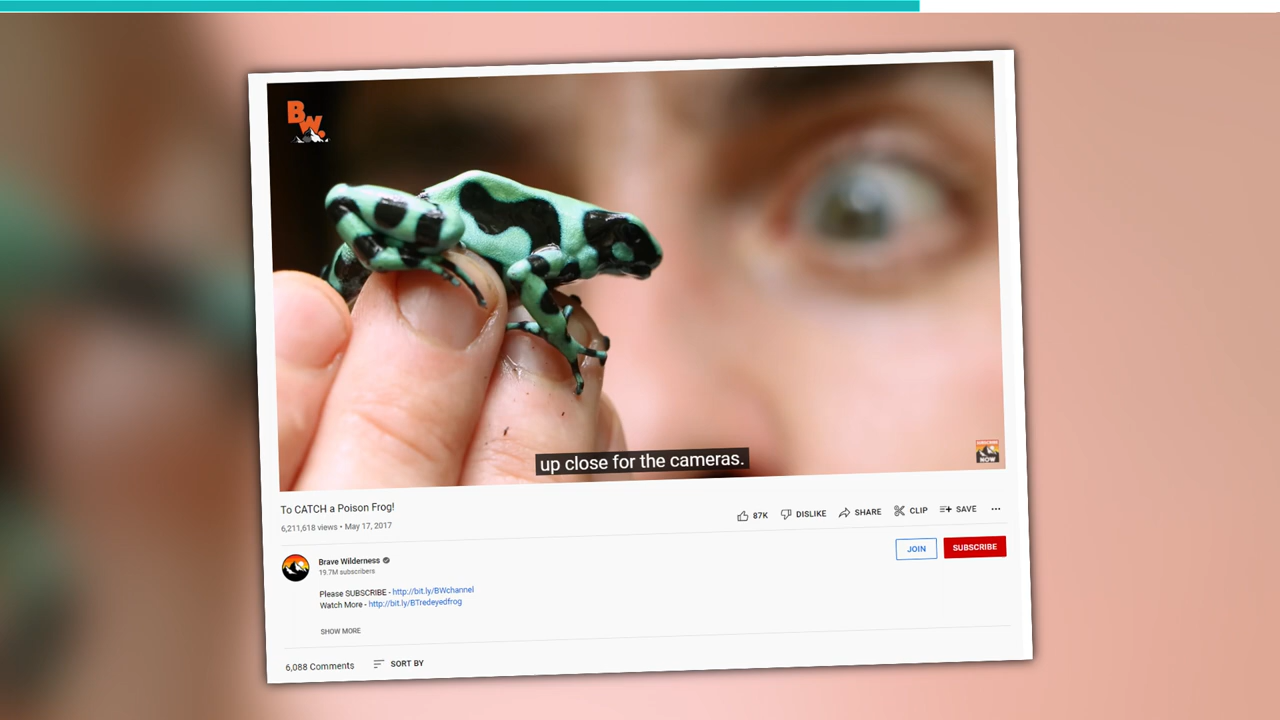 BW.
up close for the cameras.
SUBSCRIBE
NOW
To CATCH a Poison Frog!
6,211,618 views • May 17, 2017
87K DISLIKE SHARE CLIP SAVE ...
Brave Wilderness
19.7M subscribers
JOIN SUBSCRIBE
Please SUBSCRIBE - http://bit.ly/BWchannel
Watch More - http://bit.ly/BTredeyedfrog
SHOW MORE
6,088 Comments SORT BY